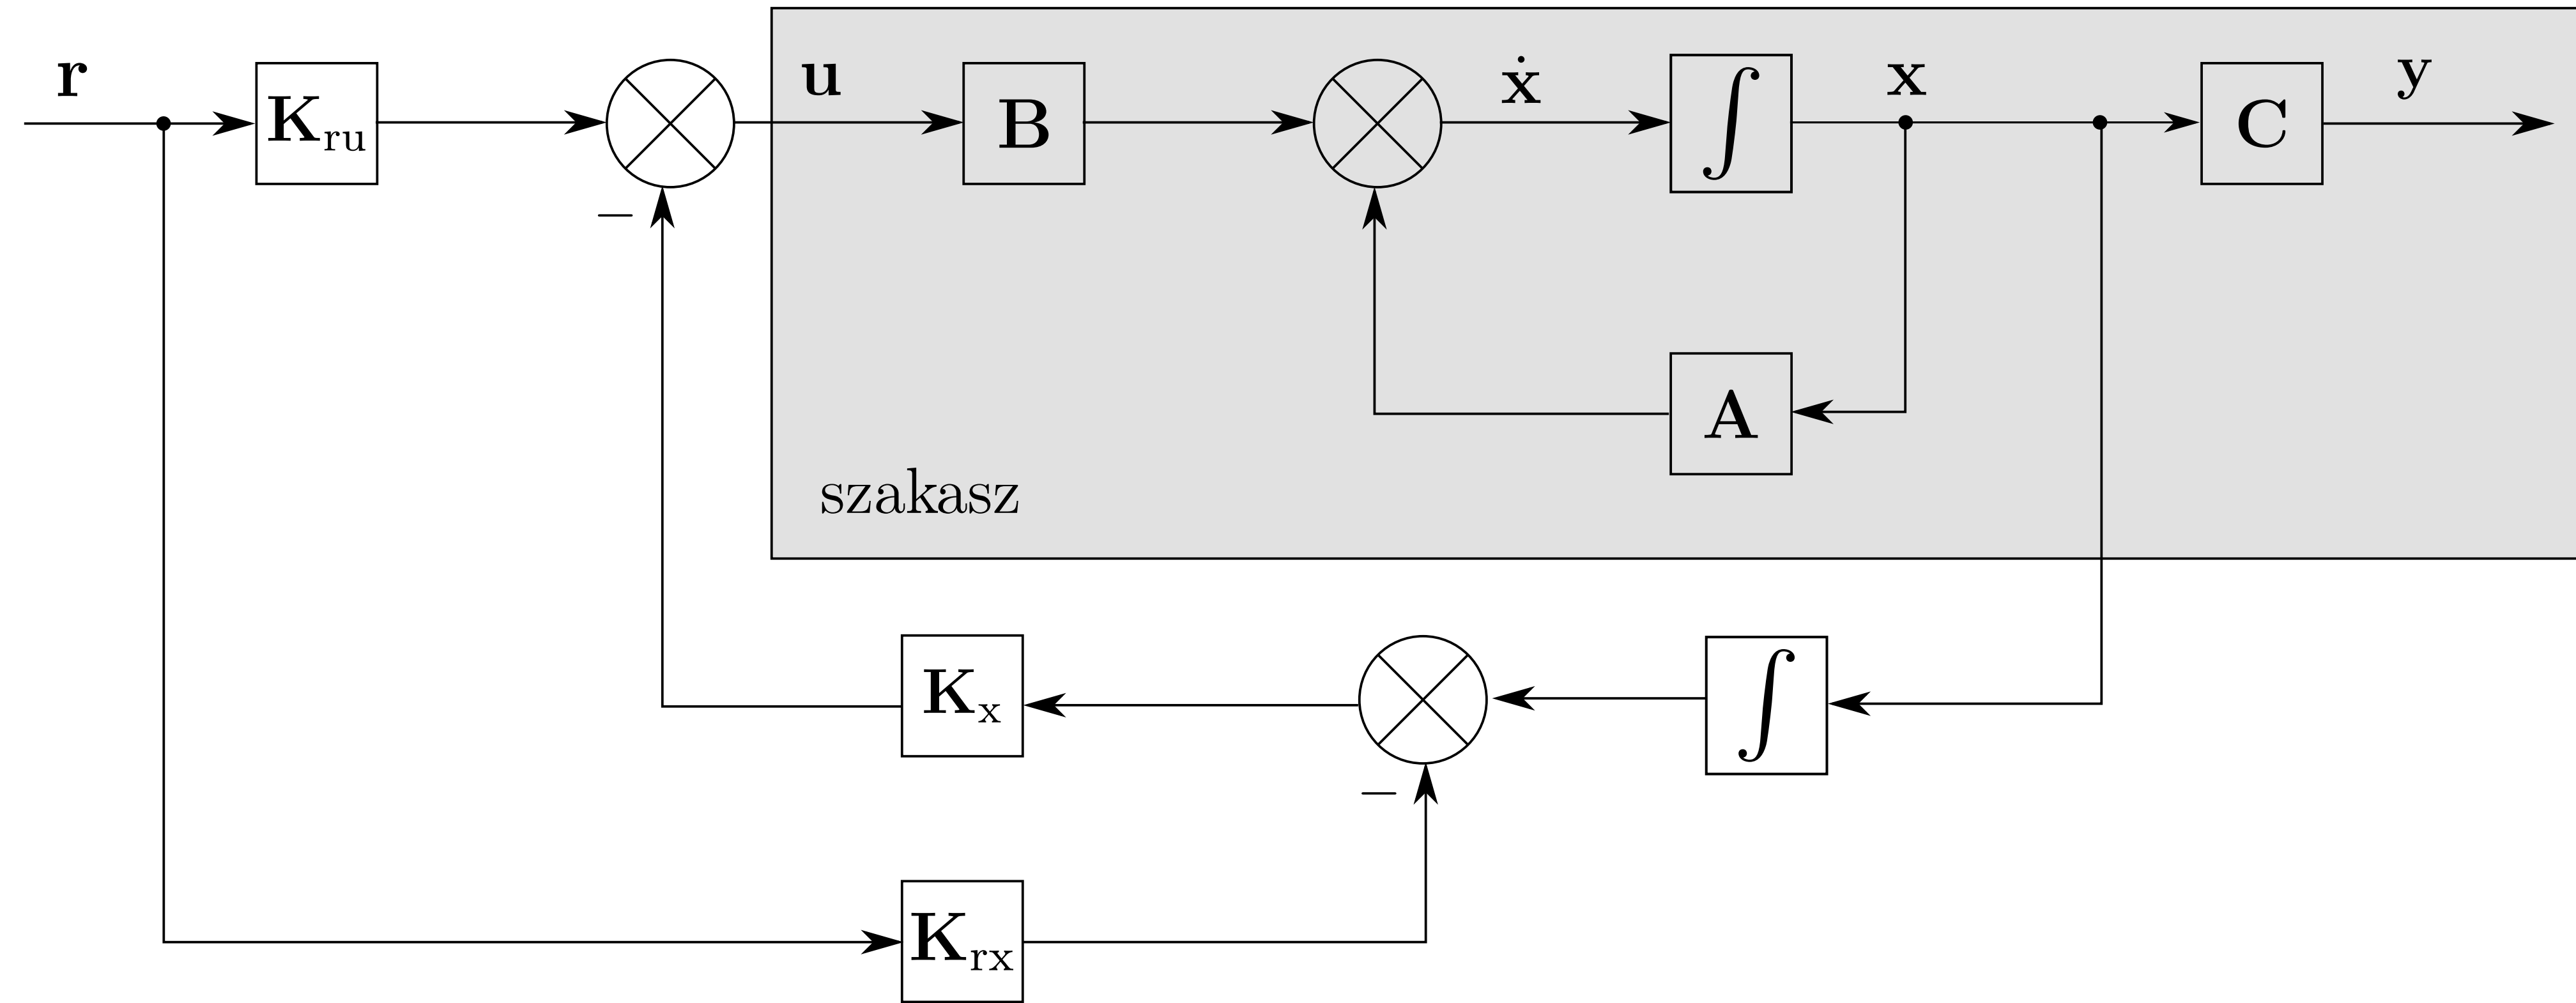 r
K_ru
u
B
ẋ
∫
x
C
y
−
A
szakasz
K_x
∫
−
K_rx